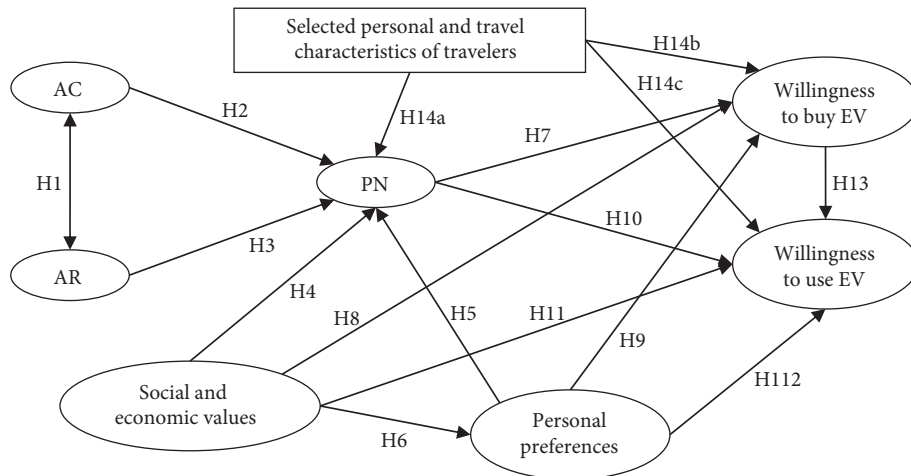 Selected personal and travel
characteristics of travelers
H14b
AC
Willingness
to buy EV
H14c
H2
H14a
H7
H1
PN
H13
H10
H3
AR
Willingness
to use EV
H4
H8
H5
H11
H9
H112
Social and
economic values
Personal
preferences
H6